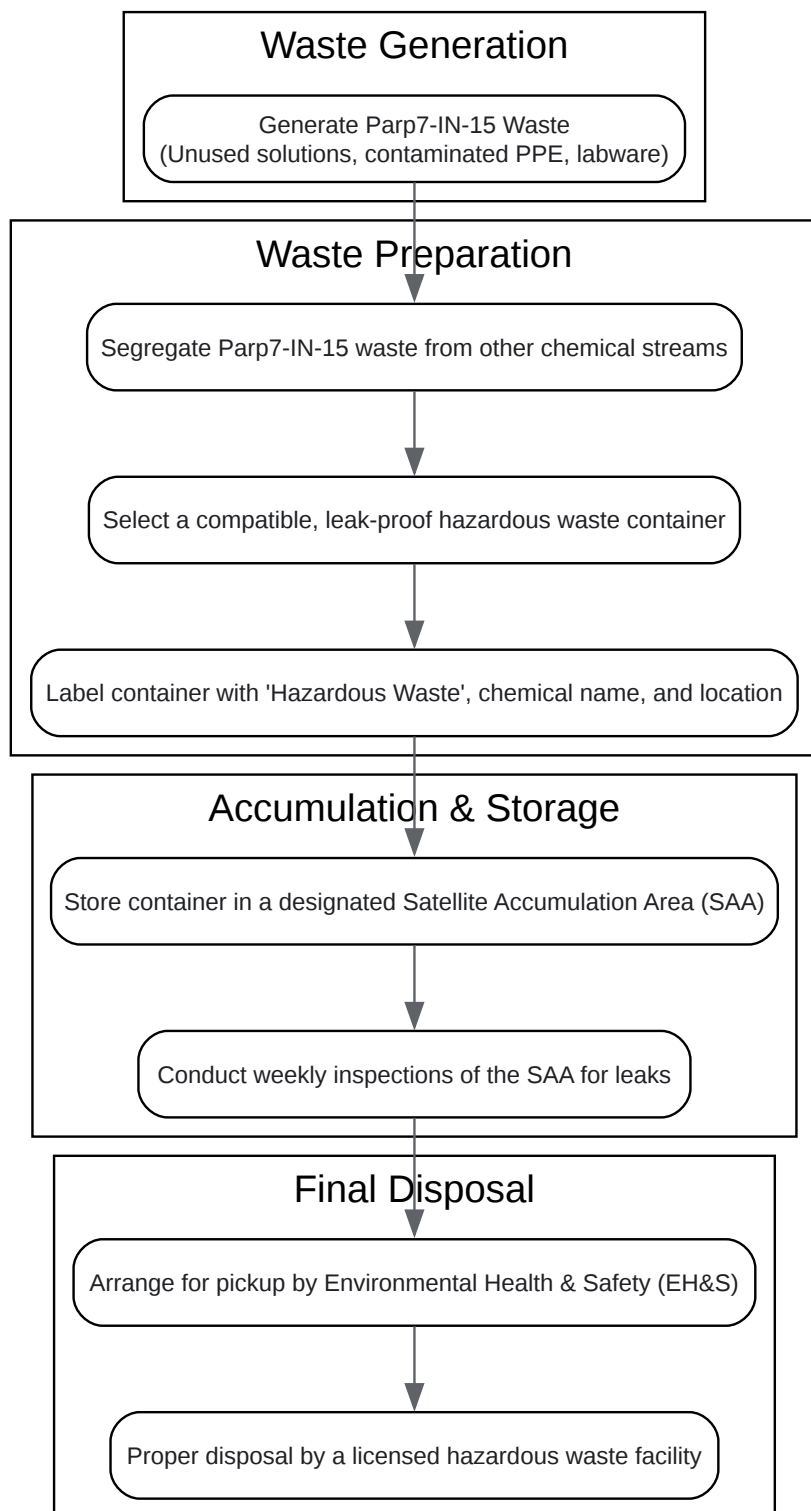 Waste Generation
Generate Parp7-IN-15 Waste
(Unused solutions, contaminated PPE, labware)
Waste Preparation
Segregate Parp7-IN-15 waste from other chemical streams
Select a compatible, leak-proof hazardous waste container
Label container with 'Hazardous Waste', chemical name, and location
Accumulation & Storage
Store container in a designated Satellite Accumulation Area (SAA)
Conduct weekly inspections of the SAA for leaks
Final Disposal
Arrange for pickup by Environmental Health & Safety (EH&S)
Proper disposal by a licensed hazardous waste facility